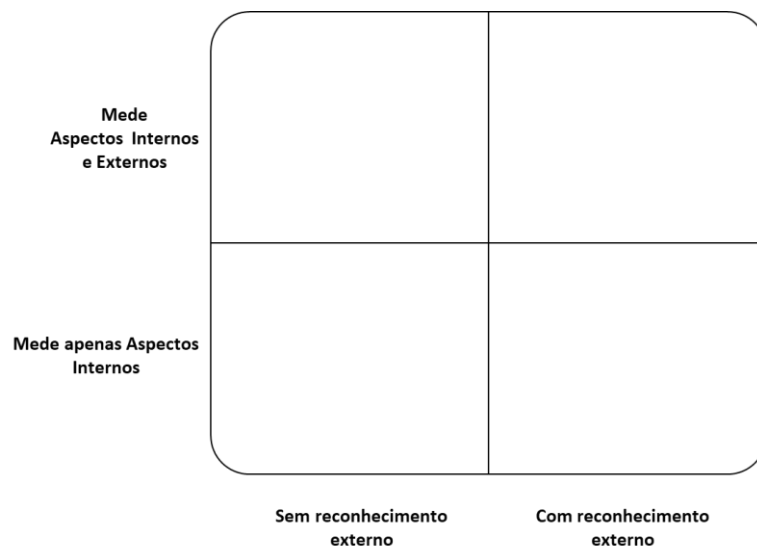 Mede
Aspectos Internos
e Externos
Mede apenas Aspectos
Internos
Sem reconhecimento
externo
Com reconhecimento
externo